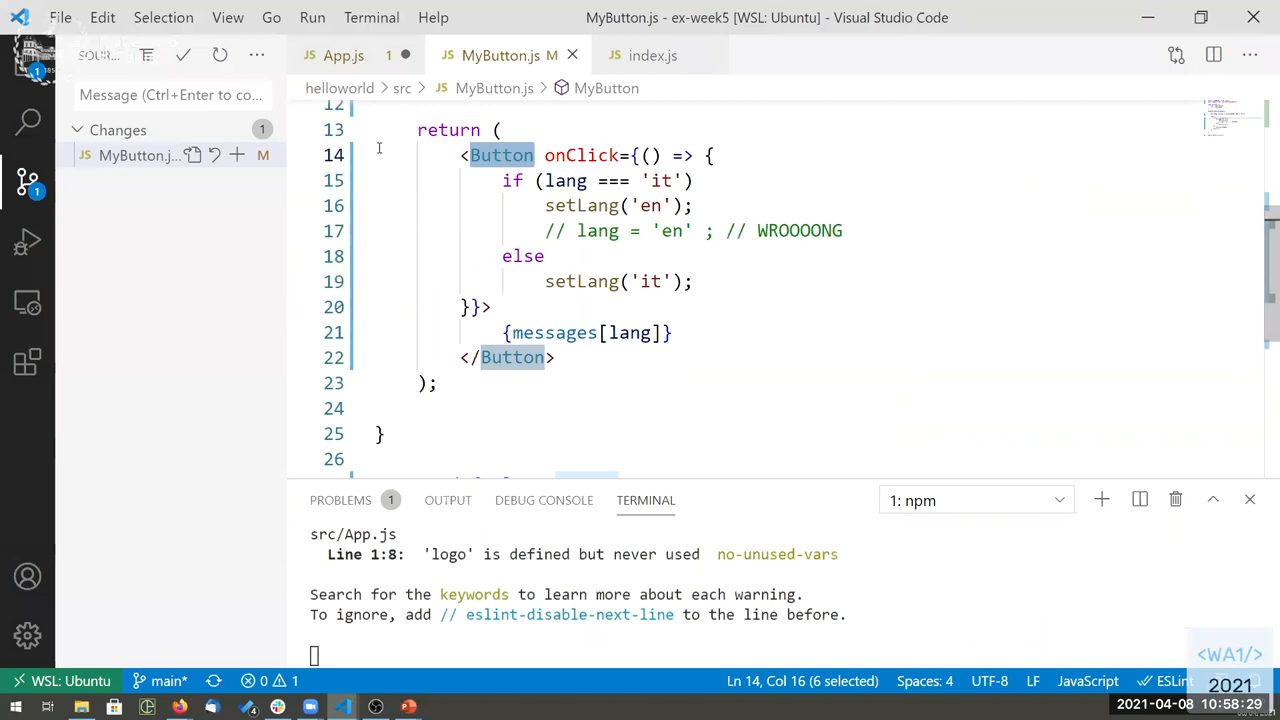 File Edit Selection View Go Run Terminal Help MyButton.js - ex-week5 [WSL: Ubuntu] - Visual Studio Code
SOUR... App.js 1 MyButton.js M index.js
Message (Ctrl+Enter to co... helloworld > src > JS MyButton.js > MyButton
Changes 1
JS MyButton.j... M
12
13 return (
14 <Button onClick={() => {
15 if (lang === 'it')
16 setLang('en');
17 // lang = 'en' ; // WROOOONG
18 else
19 setLang('it');
20 }}>
21 {messages[lang]}
22 </Button>
23 );
24
25 }
26
PROBLEMS 1 OUTPUT DEBUG CONSOLE TERMINAL 1: npm
src/App.js
Line 1:8: 'logo' is defined but never used no-unused-vars
Search for the keywords to learn more about each warning.
To ignore, add // eslint-disable-next-line to the line before.
<WA1/>
2021
WSL: Ubuntu main* 0 1 Ln 14, Col 16 (6 selected) Spaces: 4 UTF-8 LF JavaScript ESLin
2021-04-08 10:58:29